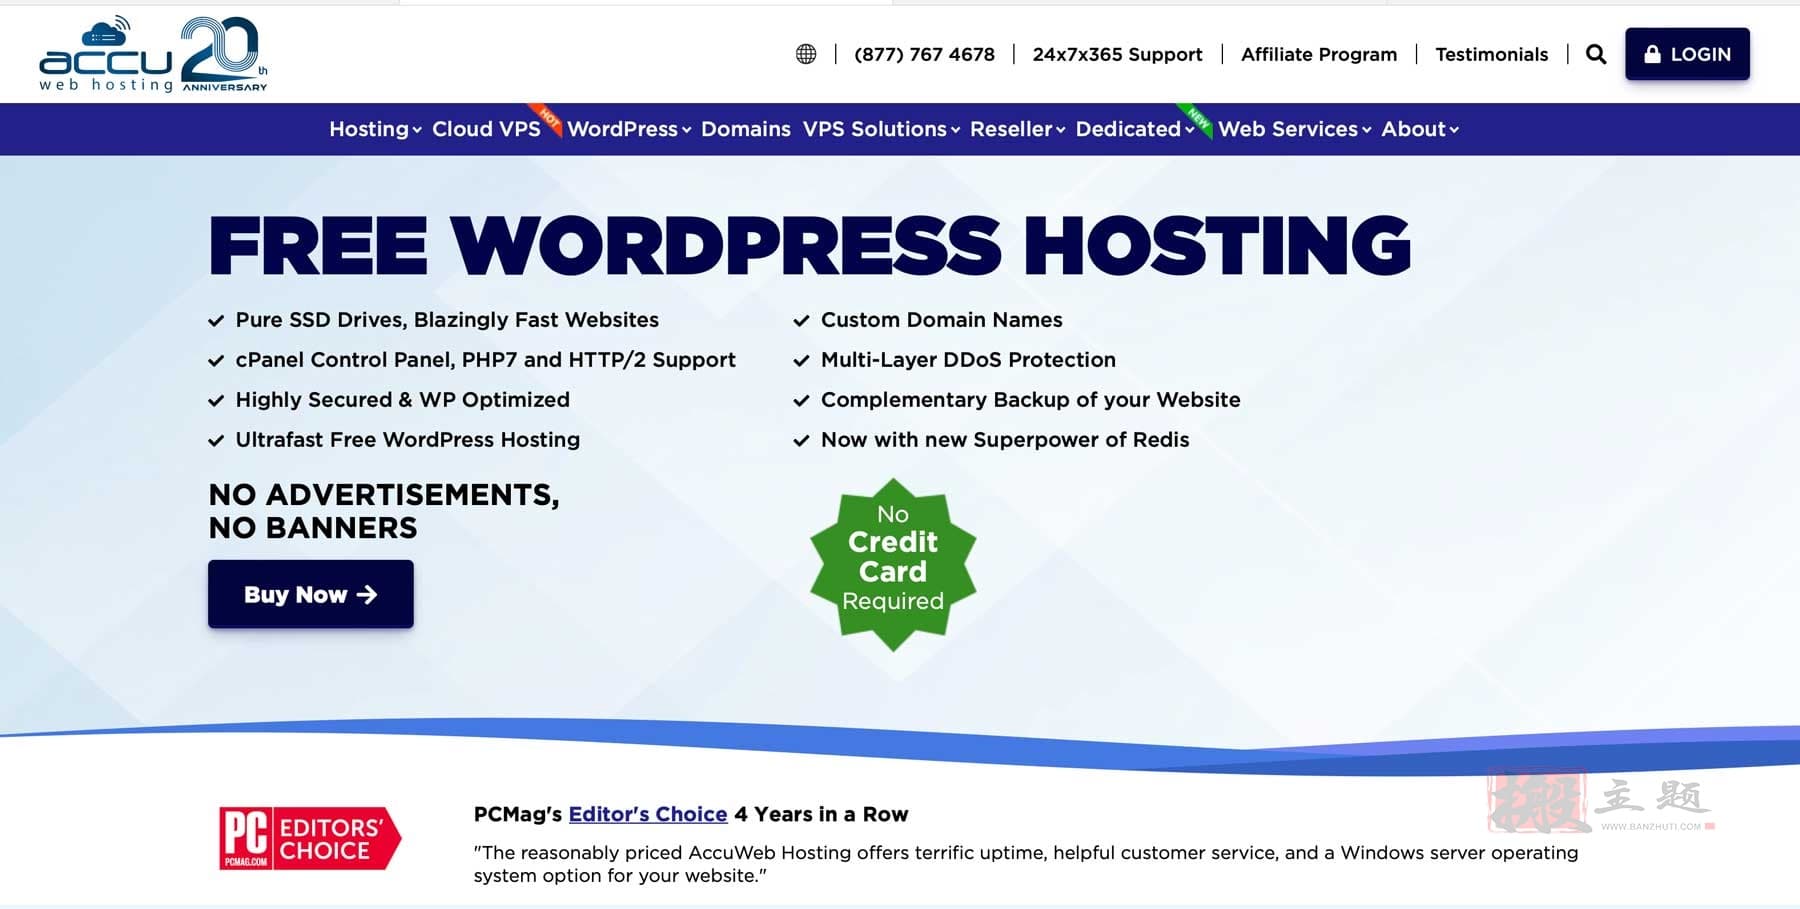 accu 20th
web hosting ANNIVERSARY
(877) 767 4678 24x7x365 Support Affiliate Program Testimonials LOGIN
Hosting Cloud VPS HOT WordPress Domains VPS Solutions Reseller Dedicated NEW Web Services About
FREE WORDPRESS HOSTING
Pure SSD Drives, Blazingly Fast Websites
cPanel Control Panel, PHP7 and HTTP/2 Support
Highly Secured & WP Optimized
Ultrafast Free WordPress Hosting
Custom Domain Names
Multi-Layer DDoS Protection
Complementary Backup of your Website
Now with new Superpower of Redis
NO ADVERTISEMENTS,
NO BANNERS
Buy Now
No
Credit
Card
Required
PC EDITORS'
PCMAG.COM CHOICE
PCMag's Editor's Choice 4 Years in a Row
"The reasonably priced AccuWeb Hosting offers terrific uptime, helpful customer service, and a Windows server operating
system option for your website."
搬主题
WWW.BANZHUTI.COM